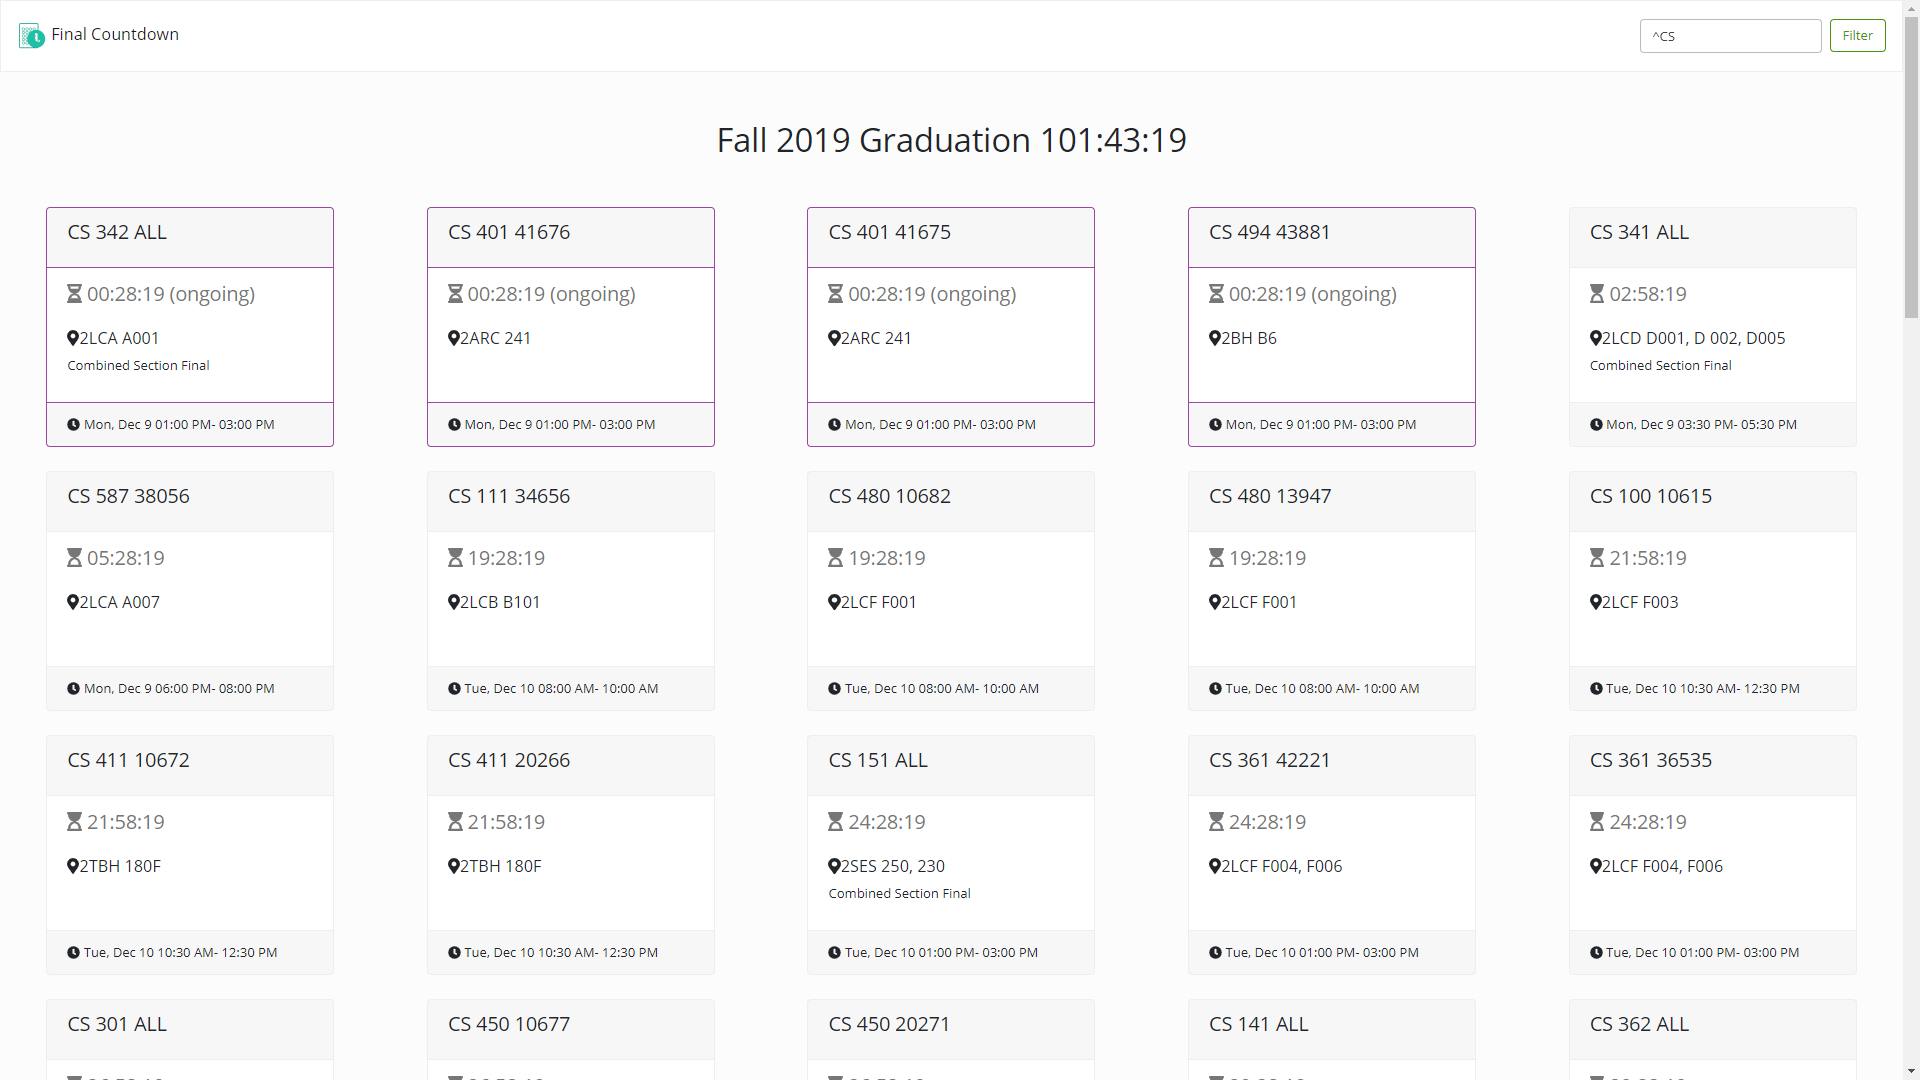 Final Countdown
^CS
Filter
Fall 2019 Graduation 101:43:19
CS 342 ALL
00:28:19 (ongoing)
2LCA A001
Combined Section Final
Mon, Dec 9 01:00 PM- 03:00 PM
CS 401 41676
00:28:19 (ongoing)
2ARC 241
Mon, Dec 9 01:00 PM- 03:00 PM
CS 401 41675
00:28:19 (ongoing)
2ARC 241
Mon, Dec 9 01:00 PM- 03:00 PM
CS 494 43881
00:28:19 (ongoing)
2BH B6
Mon, Dec 9 01:00 PM- 03:00 PM
CS 341 ALL
02:58:19
2LCD D001, D 002, D005
Combined Section Final
Mon, Dec 9 03:30 PM- 05:30 PM
CS 587 38056
05:28:19
2LCA A007
Mon, Dec 9 06:00 PM- 08:00 PM
CS 111 34656
19:28:19
2LCB B101
Tue, Dec 10 08:00 AM- 10:00 AM
CS 480 10682
19:28:19
2LCF F001
Tue, Dec 10 08:00 AM- 10:00 AM
CS 480 13947
19:28:19
2LCF F001
Tue, Dec 10 08:00 AM- 10:00 AM
CS 100 10615
21:58:19
2LCF F003
Tue, Dec 10 10:30 AM- 12:30 PM
CS 411 10672
21:58:19
2TBH 180F
Tue, Dec 10 10:30 AM- 12:30 PM
CS 411 20266
21:58:19
2TBH 180F
Tue, Dec 10 10:30 AM- 12:30 PM
CS 151 ALL
24:28:19
2SES 250, 230
Combined Section Final
Tue, Dec 10 01:00 PM- 03:00 PM
CS 361 42221
24:28:19
2LCF F004, F006
Tue, Dec 10 01:00 PM- 03:00 PM
CS 361 36535
24:28:19
2LCF F004, F006
Tue, Dec 10 01:00 PM- 03:00 PM
CS 301 ALL
CS 450 10677
CS 450 20271
CS 141 ALL
CS 362 ALL